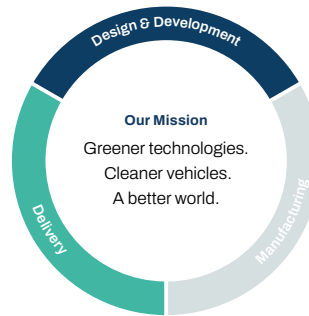 Design & Development
Our Mission
Greener technologies.
Cleaner vehicles.
A better world.
Delivery
Manufacturing